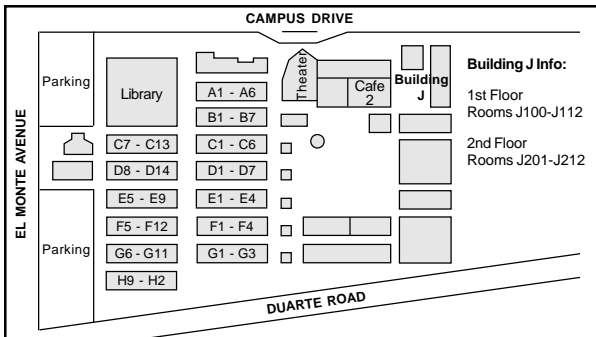 CAMPUS DRIVE
EL MONTE AVENUE
Parking
Library
Theater
Cafe
2
Building
J
Building J Info:
1st Floor
Rooms J100-J112
2nd Floor
Rooms J201-J212
A1 - A6
B1 - B7
C7 - C13
C1 - C6
D8 - D14
D1 - D7
E5 - E9
E1 - E4
F5 - F12
F1 - F4
Parking
G6 - G11
G1 - G3
H9 - H2
DUARTE ROAD